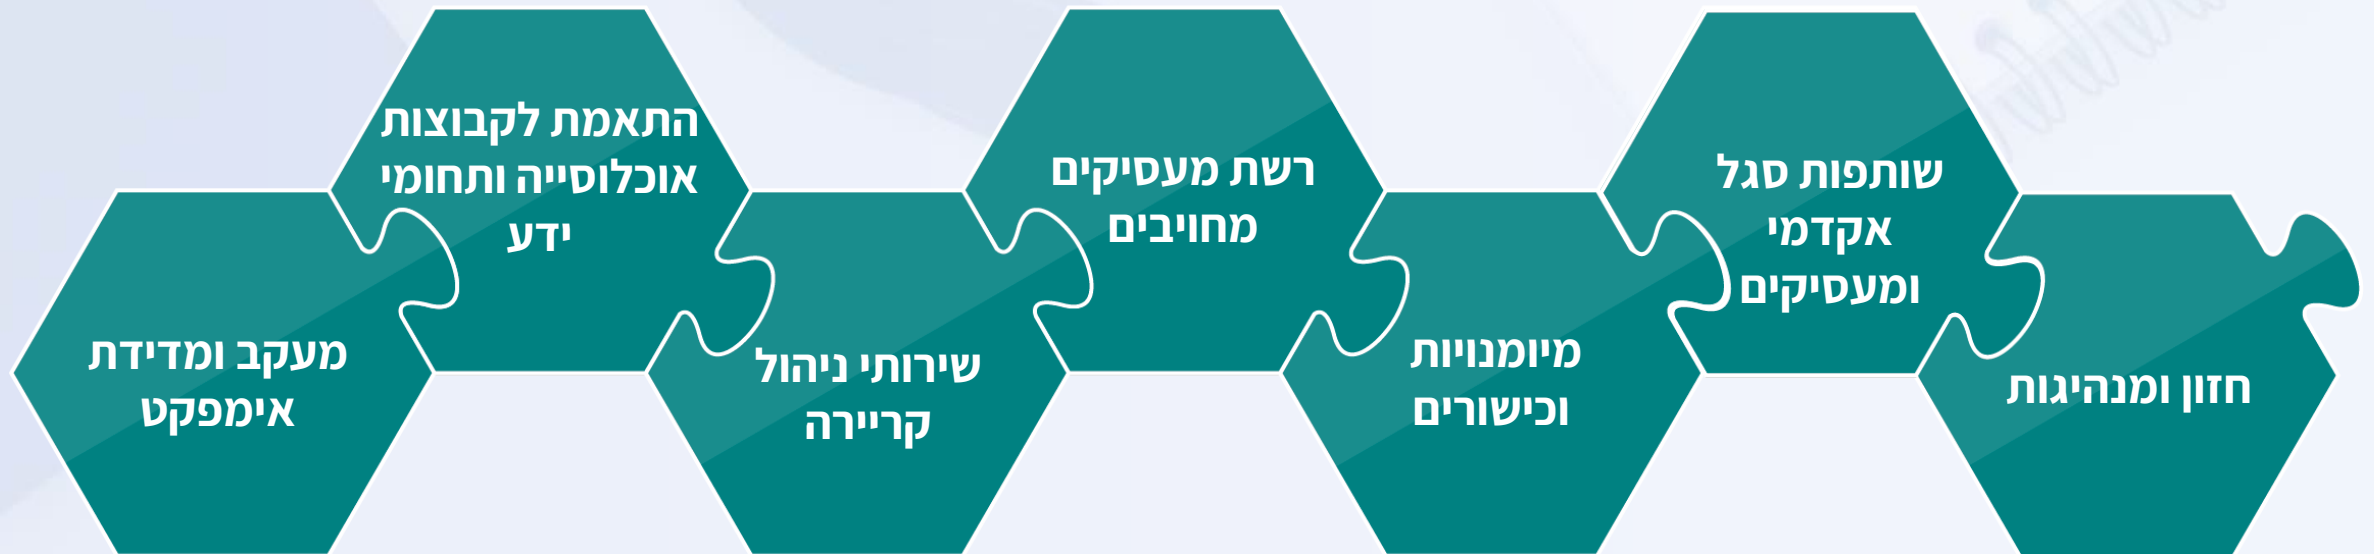 חזון ומנהיגות
שותפות סגל
אקדמי
ומעסיקים
מיומנויות
וכישורים
רשת מעסיקים
מחויבים
שירותי ניהול
קריירה
התאמת לקבוצות
אוכלוסייה ותחומי
ידע
מעקב ומדידת
אימפקט